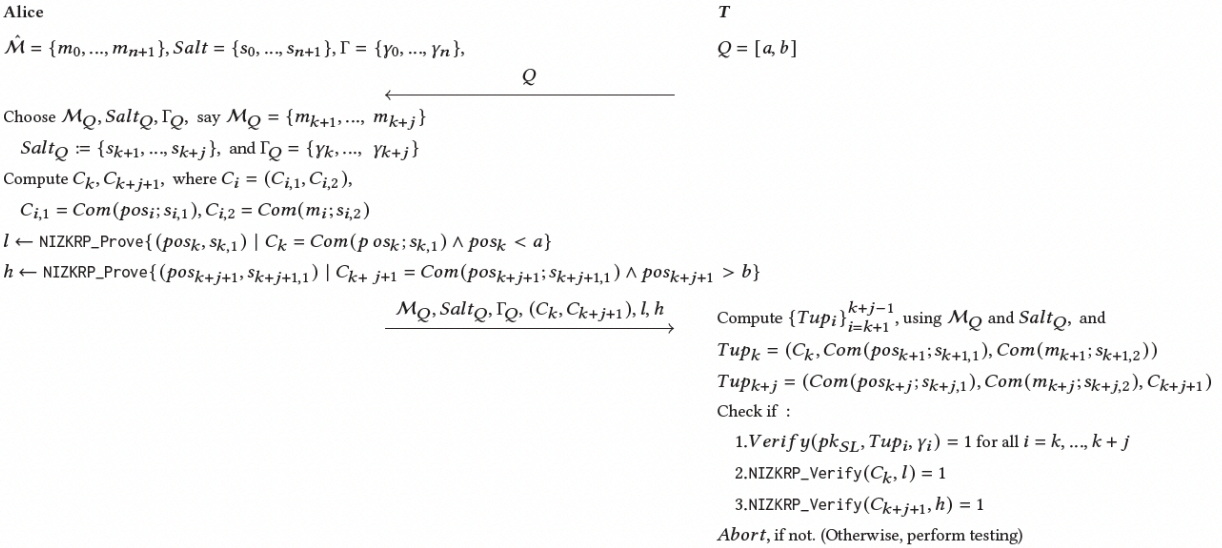 Alice
T
M̂ = {m_0, ..., m_{n+1}}, Salt = {s_0, ..., s_{n+1}}, Γ = {γ_0, ..., γ_n},
Q = [a, b]
Q
Choose M_Q, Salt_Q, Γ_Q, say M_Q = {m_{k+1}, ..., m_{k+j}}
Salt_Q := {s_{k+1}, ..., s_{k+j}}, and Γ_Q = {γ_k, ..., γ_{k+j}}
Compute C_k, C_{k+j+1}, where C_i = (C_{i,1}, C_{i,2}),
C_{i,1} = Com(pos_i; s_{i,1}), C_{i,2} = Com(m_i; s_{i,2})
l ← NIZKRP_Prove{(pos_k, s_{k,1}) | C_k = Com(p os_k; s_{k,1}) ∧ pos_k < a}
h ← NIZKRP_Prove{(pos_{k+j+1}, s_{k+j+1,1}) | C_{k+ j+1} = Com(pos_{k+j+1}; s_{k+j+1,1}) ∧ pos_{k+j+1} > b}
M_Q, Salt_Q, Γ_Q, (C_k, C_{k+j+1}), l, h
Compute {Tup_i}_{i=k+1}^{k+j-1}, using M_Q and Salt_Q, and
Tup_k = (C_k, Com(pos_{k+1}; s_{k+1,1}), Com(m_{k+1}; s_{k+1,2}))
Tup_{k+j} = (Com(pos_{k+j}; s_{k+j,1}), Com(m_{k+j}; s_{k+j,2}), C_{k+j+1})
Check if :
1.Verify(pk_{SL}, Tup_i, γ_i) = 1 for all i = k, ..., k + j
2.NIZKRP_Verify(C_k, l) = 1
3.NIZKRP_Verify(C_{k+j+1}, h) = 1
Abort, if not. (Otherwise, perform testing)